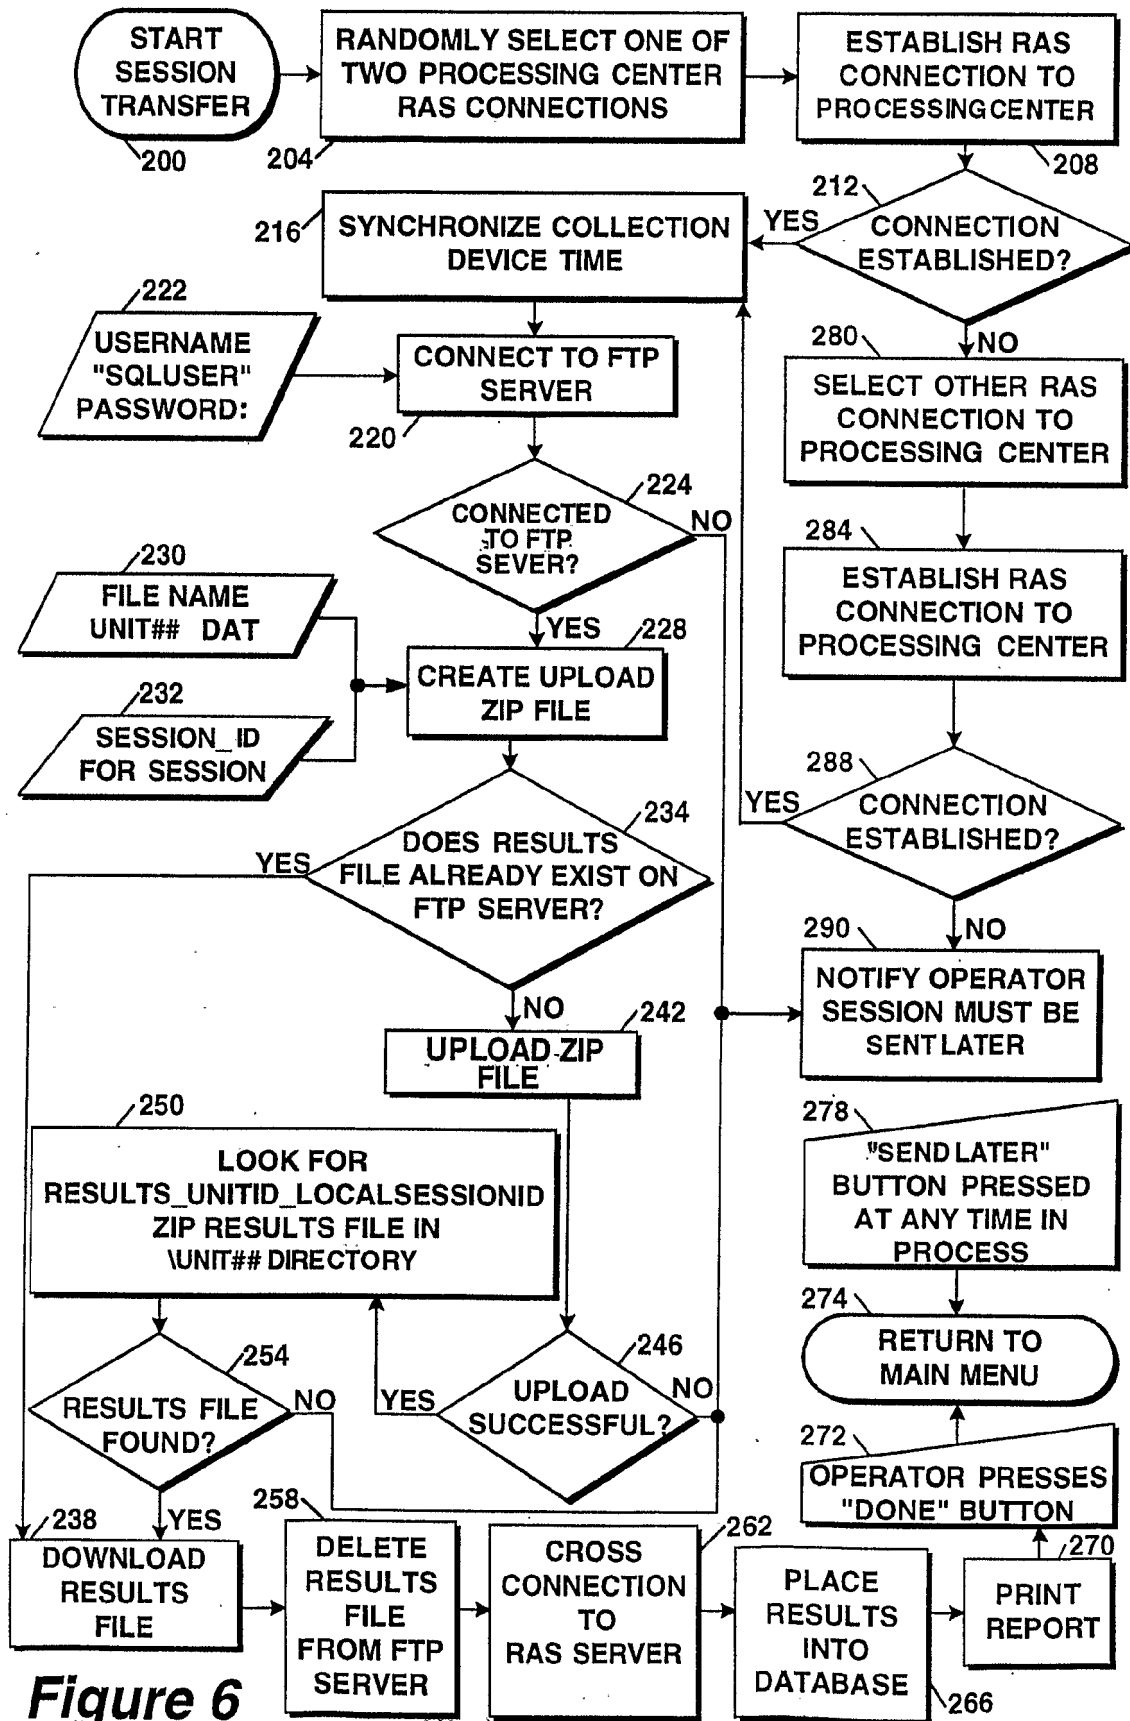 START
SESSION
TRANSFER
200
RANDOMLY SELECT ONE OF
TWO PROCESSING CENTER
RAS CONNECTIONS
204
ESTABLISH RAS
CONNECTION TO
PROCESSINGCENTER
208
212
CONNECTION
ESTABLISHED?
YES
NO
216
SYNCHRONIZE COLLECTION
DEVICE TIME
222
USERNAME
"SQLUSER"
PASSWORD:
CONNECT TO FTP
SERVER
220
280
SELECT OTHER RAS
CONNECTION TO
PROCESSING CENTER
224
CONNECTED
TO FTP
SEVER?
NO
YES
284
ESTABLISH RAS
CONNECTION TO
PROCESSING CENTER
230
FILE NAME
UNIT## DAT
228
CREATE UPLOAD
ZIP FILE
232
SESSION_ID
FOR SESSION
288
CONNECTION
ESTABLISHED?
YES
NO
234
DOES RESULTS
FILE ALREADY EXIST ON
FTP SERVER?
YES
NO
290
NOTIFY OPERATOR
SESSION MUST BE
SENT LATER
242
UPLOAD ZIP
FILE
250
LOOK FOR
RESULTS_UNITID_LOCALSESSIONID
ZIP RESULTS FILE IN
\UNIT## DIRECTORY
278
"SEND LATER"
BUTTON PRESSED
AT ANY TIME IN
PROCESS
274
RETURN TO
MAIN MENU
254
RESULTS FILE
FOUND?
NO
YES
246
UPLOAD
SUCCESSFUL?
YES
NO
272
OPERATOR PRESSES
"DONE" BUTTON
238
DOWNLOAD
RESULTS
FILE
258
DELETE
RESULTS
FILE
FROM FTP
SERVER
262
CROSS
CONNECTION
TO
RAS SERVER
PLACE
RESULTS
INTO
DATABASE
266
270
PRINT
REPORT
Figure 6